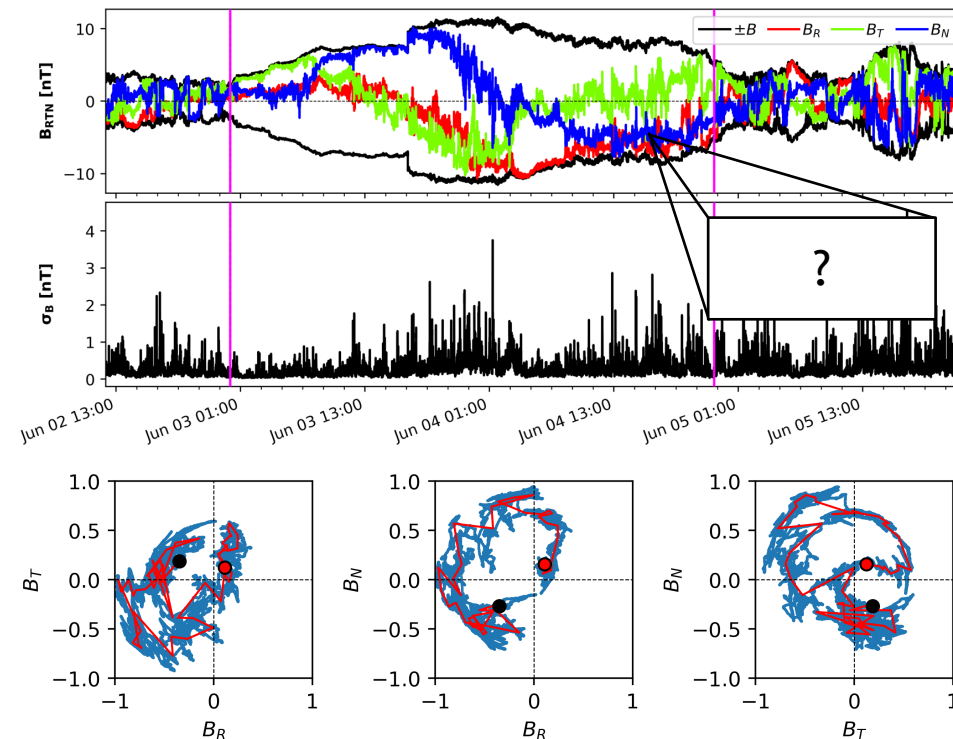 B_RTN [nT]
10
0
−10
±B B_R B_T B_N
σ_B [nT]
4
3
2
1
0
?
Jun 02 13:00
Jun 03 01:00
Jun 03 13:00
Jun 04 01:00
Jun 04 13:00
Jun 05 01:00
Jun 05 13:00
B_T
1.0
0.5
0.0
−0.5
−1.0
−1 0 1
B_R
B_N
1.0
0.5
0.0
−0.5
−1.0
−1 0 1
B_R
B_N
1.0
0.5
0.0
−0.5
−1.0
−1 0 1
B_T